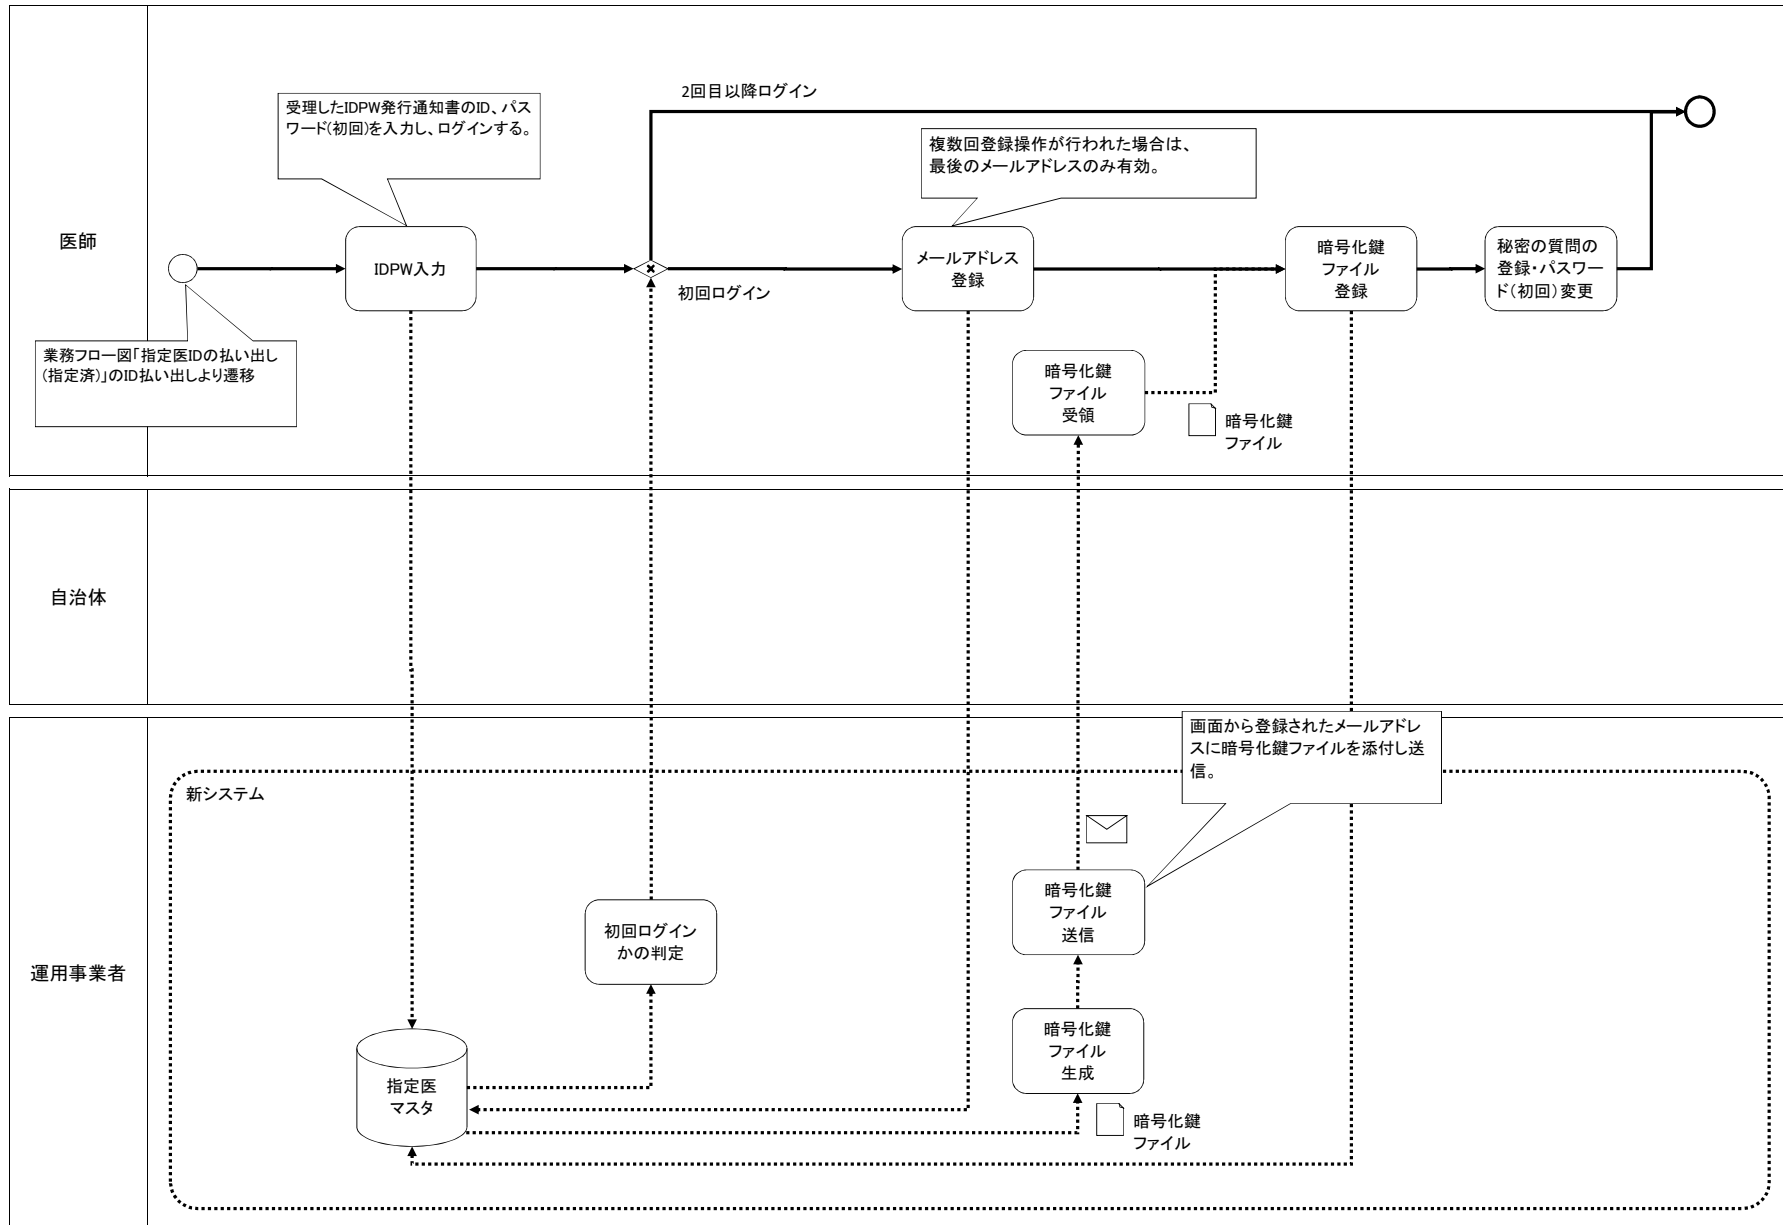 医師
2回目以降ログイン
受理したIDPW発行通知書のID、パス
ワード(初回)を入力し、ログインする。
複数回登録操作が行われた場合は、
最後のメールアドレスのみ有効。
IDPW入力
初回ログイン
メールアドレス
登録
暗号化鍵
ファイル
登録
秘密の質問の
登録・パスワー
ド(初回)変更
業務フロー図「指定医IDの払い出し
(指定済)」のID払い出しより遷移
暗号化鍵
ファイル
受領
暗号化鍵
ファイル
自治体
運用事業者
新システム
画面から登録されたメールアドレ
スに暗号化鍵ファイルを添付し送
信。
初回ログイン
かの判定
暗号化鍵
ファイル
送信
暗号化鍵
ファイル
生成
指定医
マスタ
暗号化鍵
ファイル